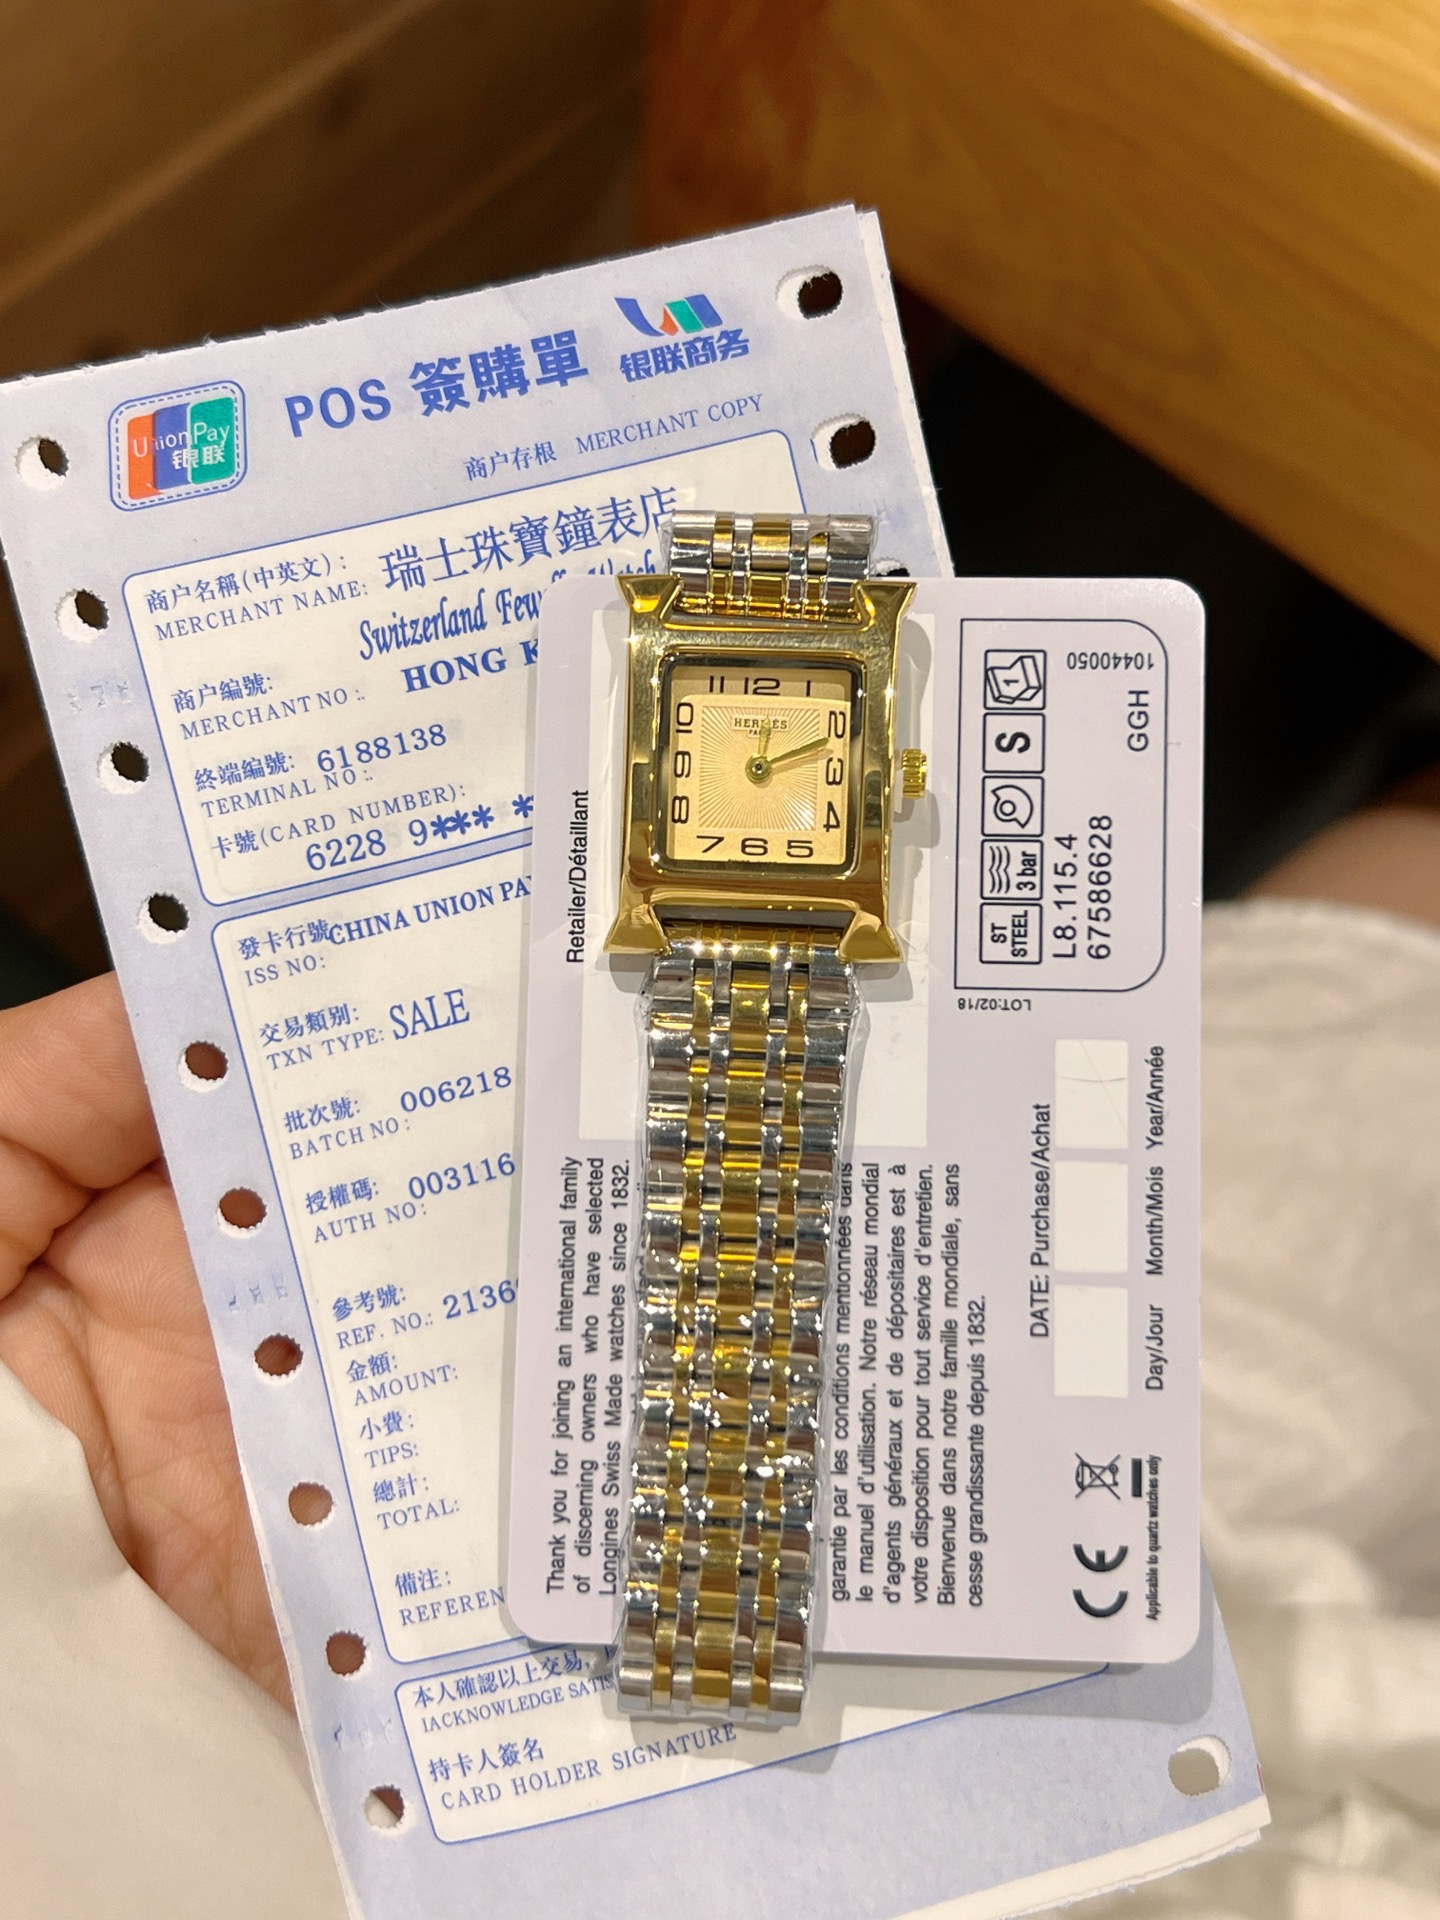 UnionPay
银联
POS 簽購單
银联商务
商户存根 MERCHANT COPY
商户名稱(中英文):
MERCHANT NAME:
瑞士珠寶鐘表店
Switzerland
HONG
商户编號:
MERCHANT NO.:
終端編號:
TERMINAL NO.:
6188138
卡號(CARD NUMBER):
6228 9***
發卡行號:
CHINA UNION PA
ISS NO:
交易類别:
TXN TYPE: SALE
批次號:
BATCH NO:
006218
授權碼:
AUTH NO:
003116
參考號:
REF. NO.: 2136
金額:
AMOUNT:
小費:
TIPS:
總計:
TOTAL:
備注:
REFEREN
本人確認以上交易,
IACKNOWLEDGE SATIS
持卡人簽名
CARD HOLDER SIGNATURE
11 12 1
10 2
9 3
8 4
7 6 5
HERMÈS
PARIS
Retailer/Détaillant
Thank you for joining an international family
of discerning owners who have selected
Longines Swiss Made watches since 1832.
garantie par les conditions mentionnées dans
le manuel d'utilisation. Notre réseau mondial
d'agents généraux et de dépositaires est à
votre disposition pour tout service d'entretien.
Bienvenue dans notre famille mondiale, sans
cesse grandissante depuis 1832.
ST
STEEL
3 bar
S
1
L8.115.4
67586628
GGH
10440050
LOT:02/18
DATE: Purchase/Achat
Day/Jour Month/Mois Year/Année
CE
Applicable to quartz watches only